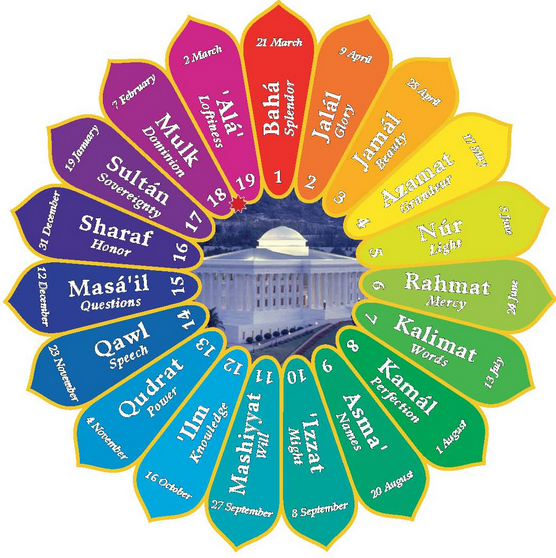 21 March
Bahá
Splendor
1
9 April
Jalál
Glory
2
28 April
Jamál
Beauty
3
17 May
Azamat
Grandeur
4
5 June
Núr
Light
5
24 June
Rahmat
Mercy
6
13 July
Kalimat
Words
7
1 August
Kamál
Perfection
8
20 August
Asma'
Names
9
8 September
'Izzat
Might
10
27 September
Mashiyyat
Will
11
16 October
'Ilm
Knowledge
12
4 November
Qudrat
Power
13
23 November
Qawl
Speech
14
12 December
Masá'il
Questions
15
31 December
Sharaf
Honor
16
19 January
Sultán
Sovereignty
17
7 February
Mulk
Dominion
18
2 March
'Alá'
Loftiness
19